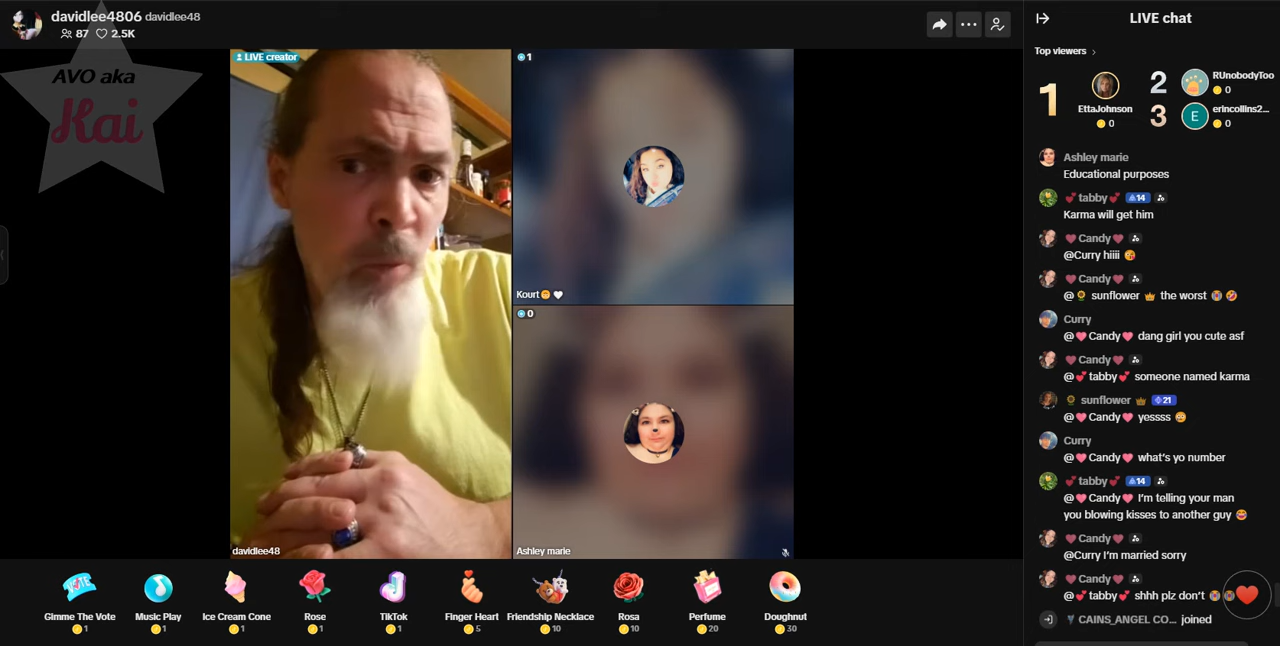 davidlee4806 davidlee48
87 2.5K
AVO aka
Kai
LIVE creator
davidlee48
1
Kourt
0
Ashley marie
Gimme The Vote
1
Music Play
1
Ice Cream Cone
1
Rose
1
TikTok
1
Finger Heart
5
Friendship Necklace
10
Rosa
10
Perfume
20
Doughnut
30
LIVE chat
Top viewers
1
EttaJohnson
0
2
RUnobodyToo
0
3
E
erincollins2...
0
Ashley marie
Educational purposes
tabby 14
Karma will get him
Candy
@Curry hiiii
Candy
@ sunflower the worst
Curry
@Candy dang girl you cute asf
Candy
@tabby someone named karma
sunflower 21
@Candy yessss
Curry
@Candy what's yo number
tabby 14
@Candy I'm telling your man
you blowing kisses to another guy
Candy
@Curry I'm married sorry
Candy
@tabby shhh plz don't
CAINS_ANGEL CO... joined